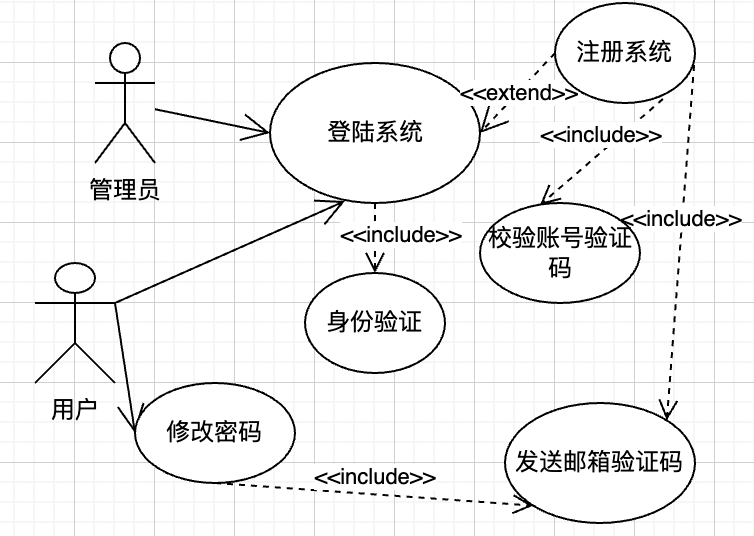 注册系统
<<extend>>
登陆系统
<<include>>
管理员
<<include>>
<<include>>
校验账号验证
码
身份验证
用户
修改密码
发送邮箱验证码
<<include>>